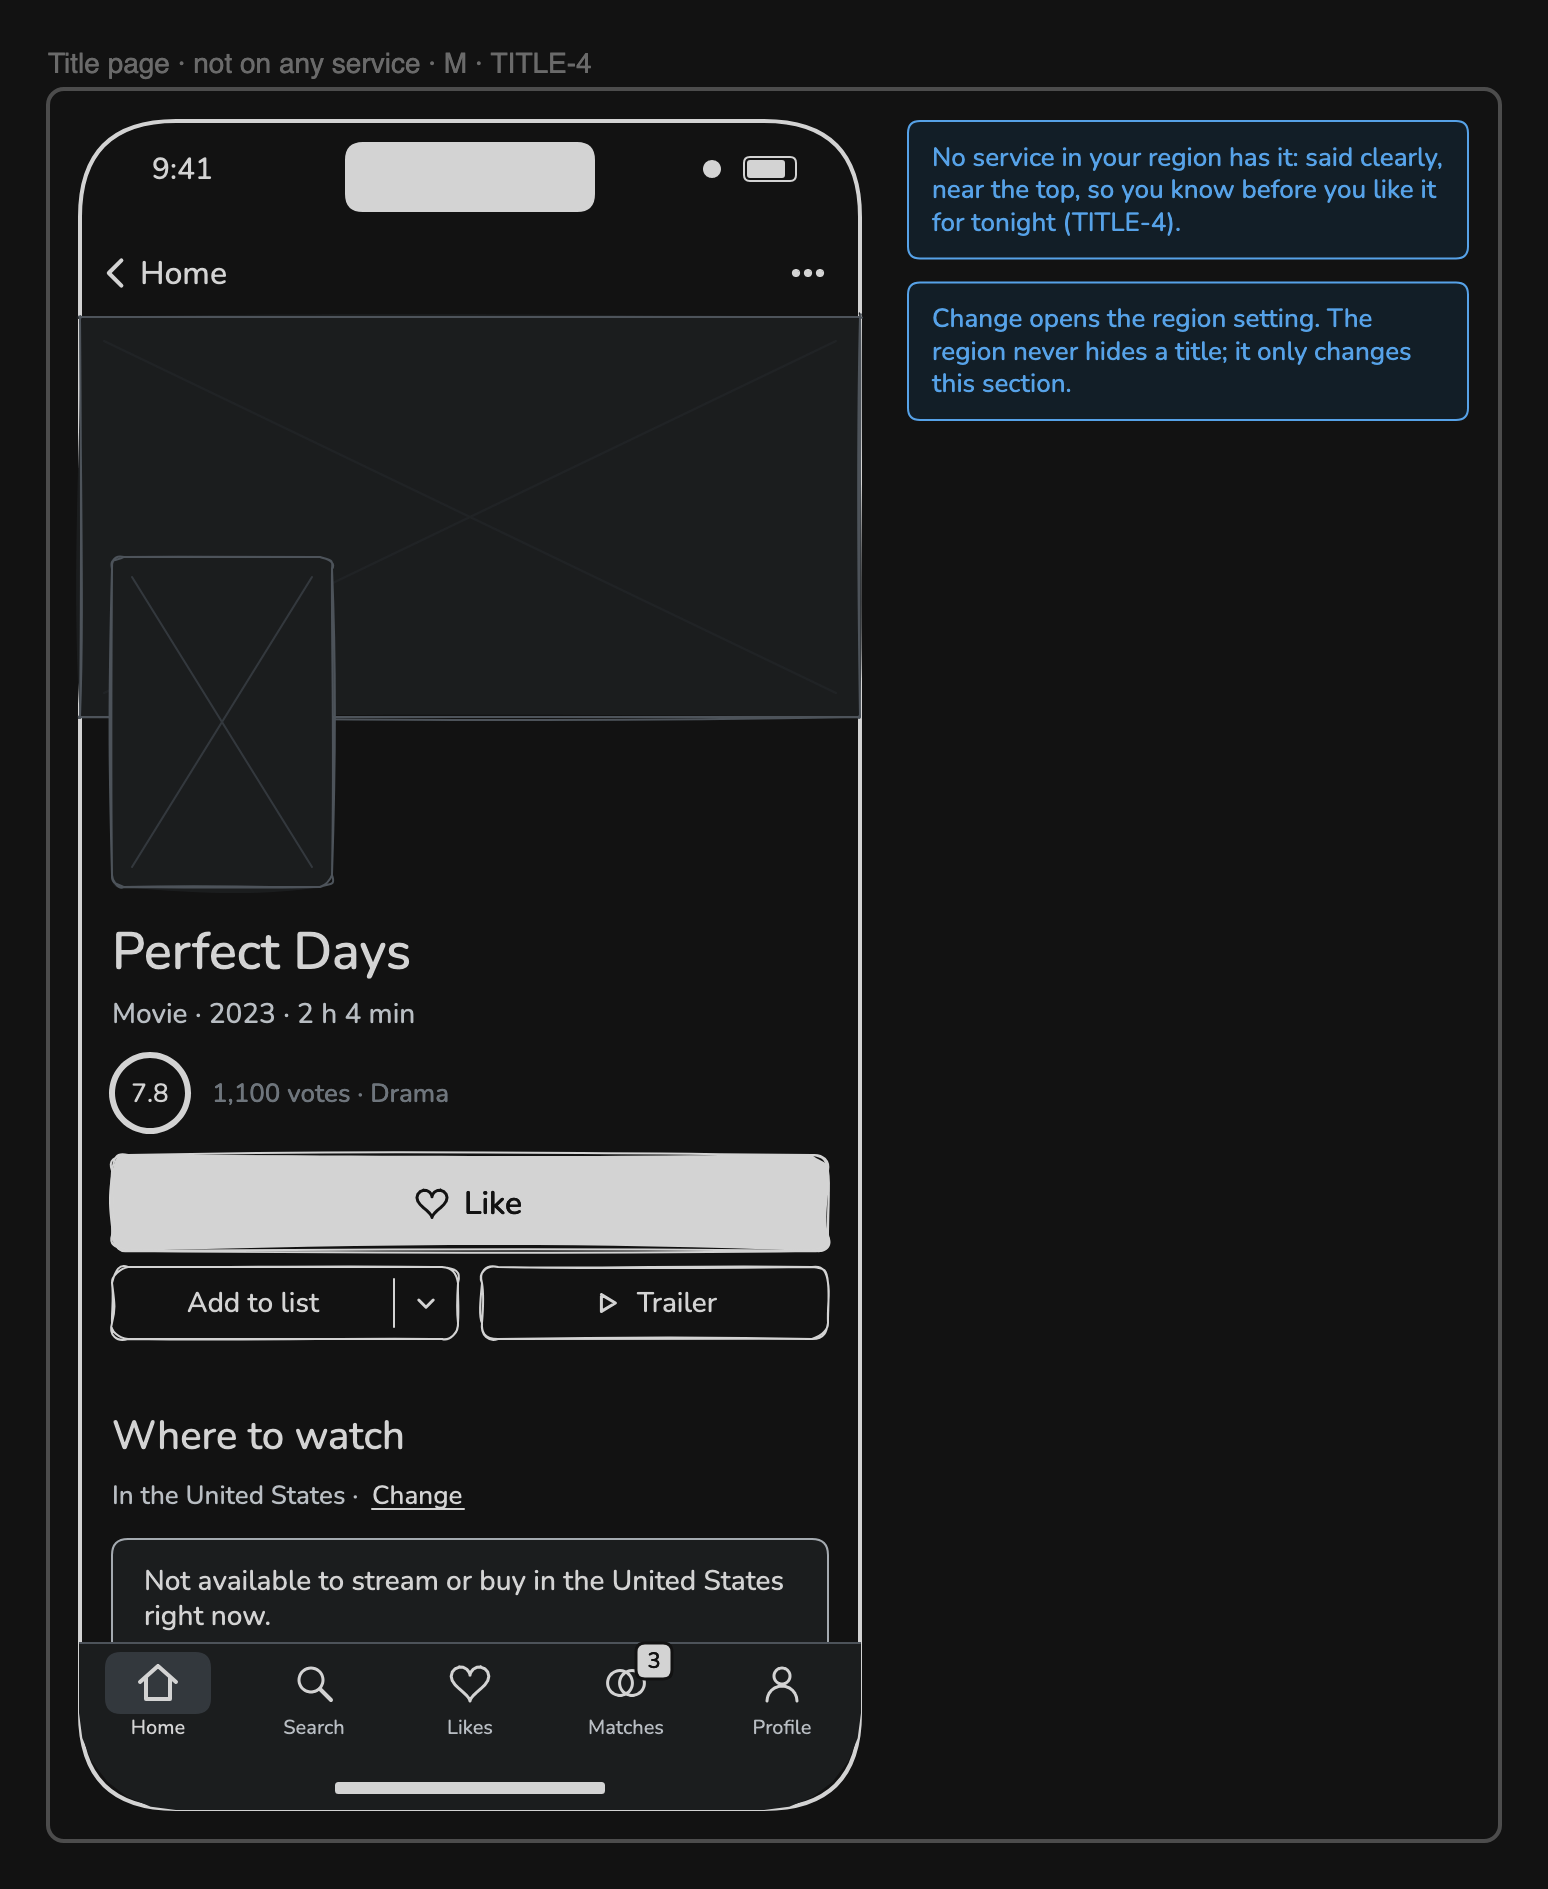 Title page · not on any service · M · TITLE-4
9:41
Home
Perfect Days
Movie · 2023 · 2 h 4 min
7.8
1,100 votes · Drama
Like
Add to list
Trailer
Where to watch
In the United States · Change
Not available to stream or buy in the United States
right now.
3
Home
Search
Likes
Matches
Profile
No service in your region has it: said clearly,
near the top, so you know before you like it
for tonight (TITLE-4).
Change opens the region setting. The
region never hides a title; it only changes
this section.